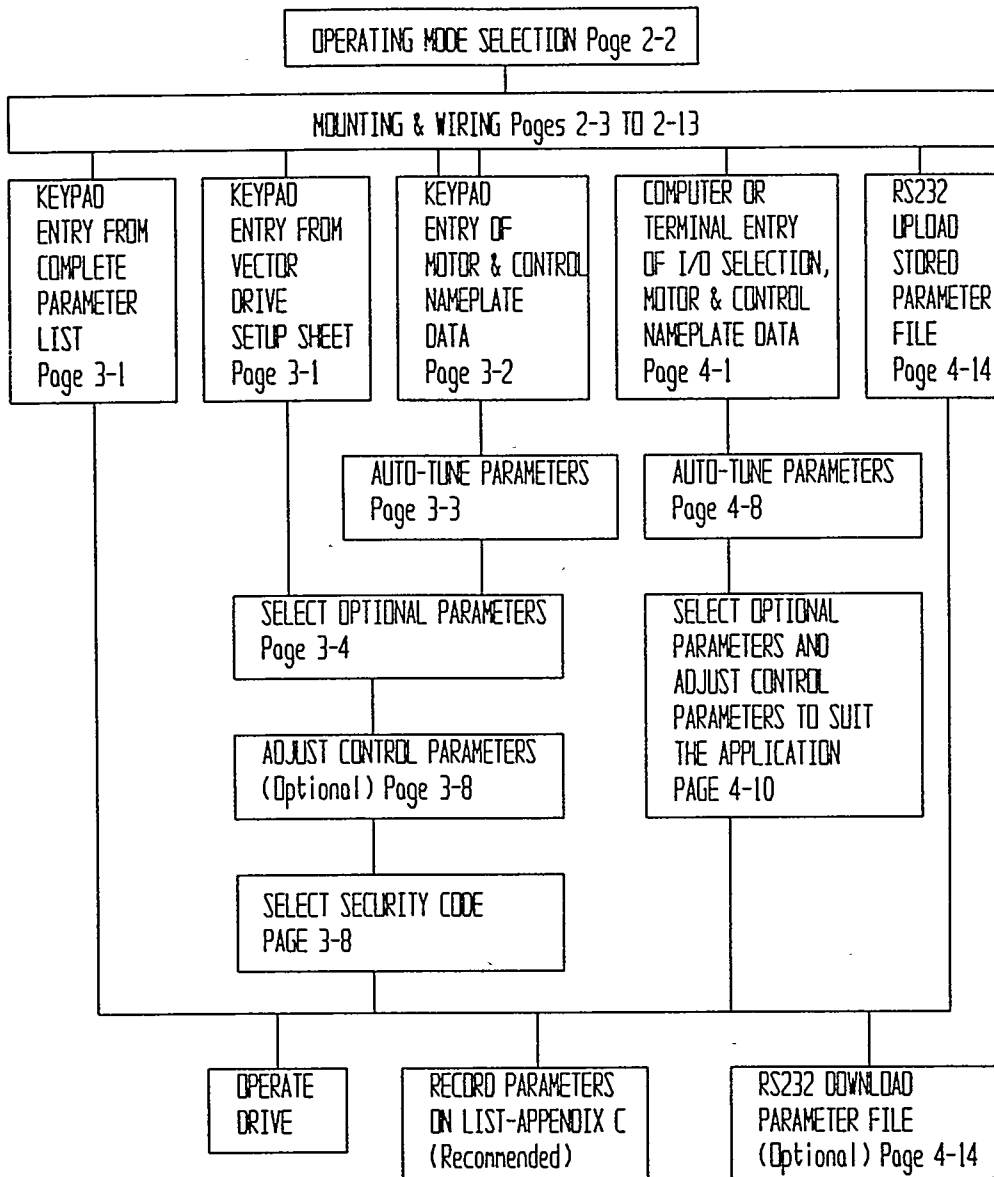 OPERATING MODE SELECTION Page 2-2
MOUNTING & WIRING Pages 2-3 TO 2-13
KEYPAD
ENTRY FROM
COMPLETE
PARAMETER
LIST
Page 3-1
KEYPAD
ENTRY FROM
VECTOR
DRIVE
SETUP SHEET
Page 3-1
KEYPAD
ENTRY OF
MOTOR & CONTROL
NAMEPLATE
DATA
Page 3-2
COMPUTER OR
TERMINAL ENTRY
OF I/O SELECTION,
MOTOR & CONTROL
NAMEPLATE DATA
Page 4-1
RS232
UPLOAD
STORED
PARAMETER
FILE
Page 4-14
AUTO-TUNE PARAMETERS
Page 3-3
AUTO-TUNE PARAMETERS
Page 4-8
SELECT OPTIONAL PARAMETERS
Page 3-4
SELECT OPTIONAL
PARAMETERS AND
ADJUST CONTROL
PARAMETERS TO SUIT
THE APPLICATION
PAGE 4-10
ADJUST CONTROL PARAMETERS
(Optional) Page 3-8
SELECT SECURITY CODE
PAGE 3-8
OPERATE
DRIVE
RECORD PARAMETERS
ON LIST-APPENDIX C
(Recommended)
RS232 DOWNLOAD
PARAMETER FILE
(Optional) Page 4-14